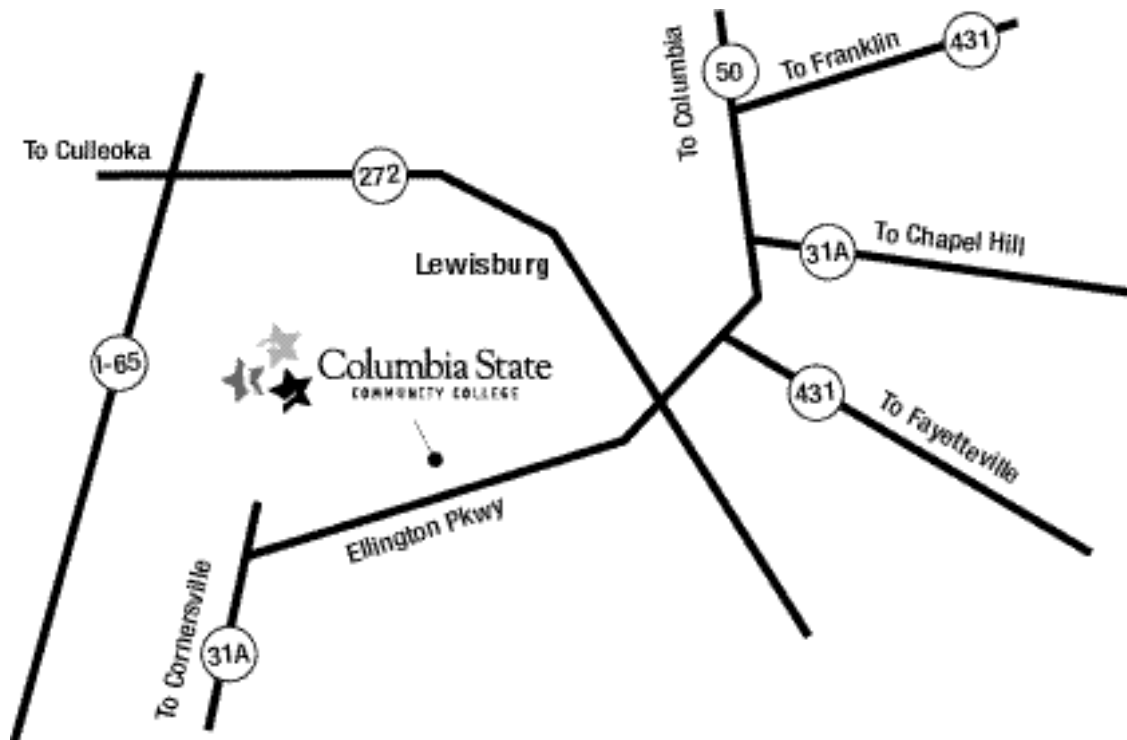 To Columbia
50
To Franklin
431
To Culleoka
272
Lewisburg
31A
To Chapel Hill
I-65
Columbia State
COMMUNITY COLLEGE
431
To Fayetteville
Ellington Pkwy
To Cornersville
31A